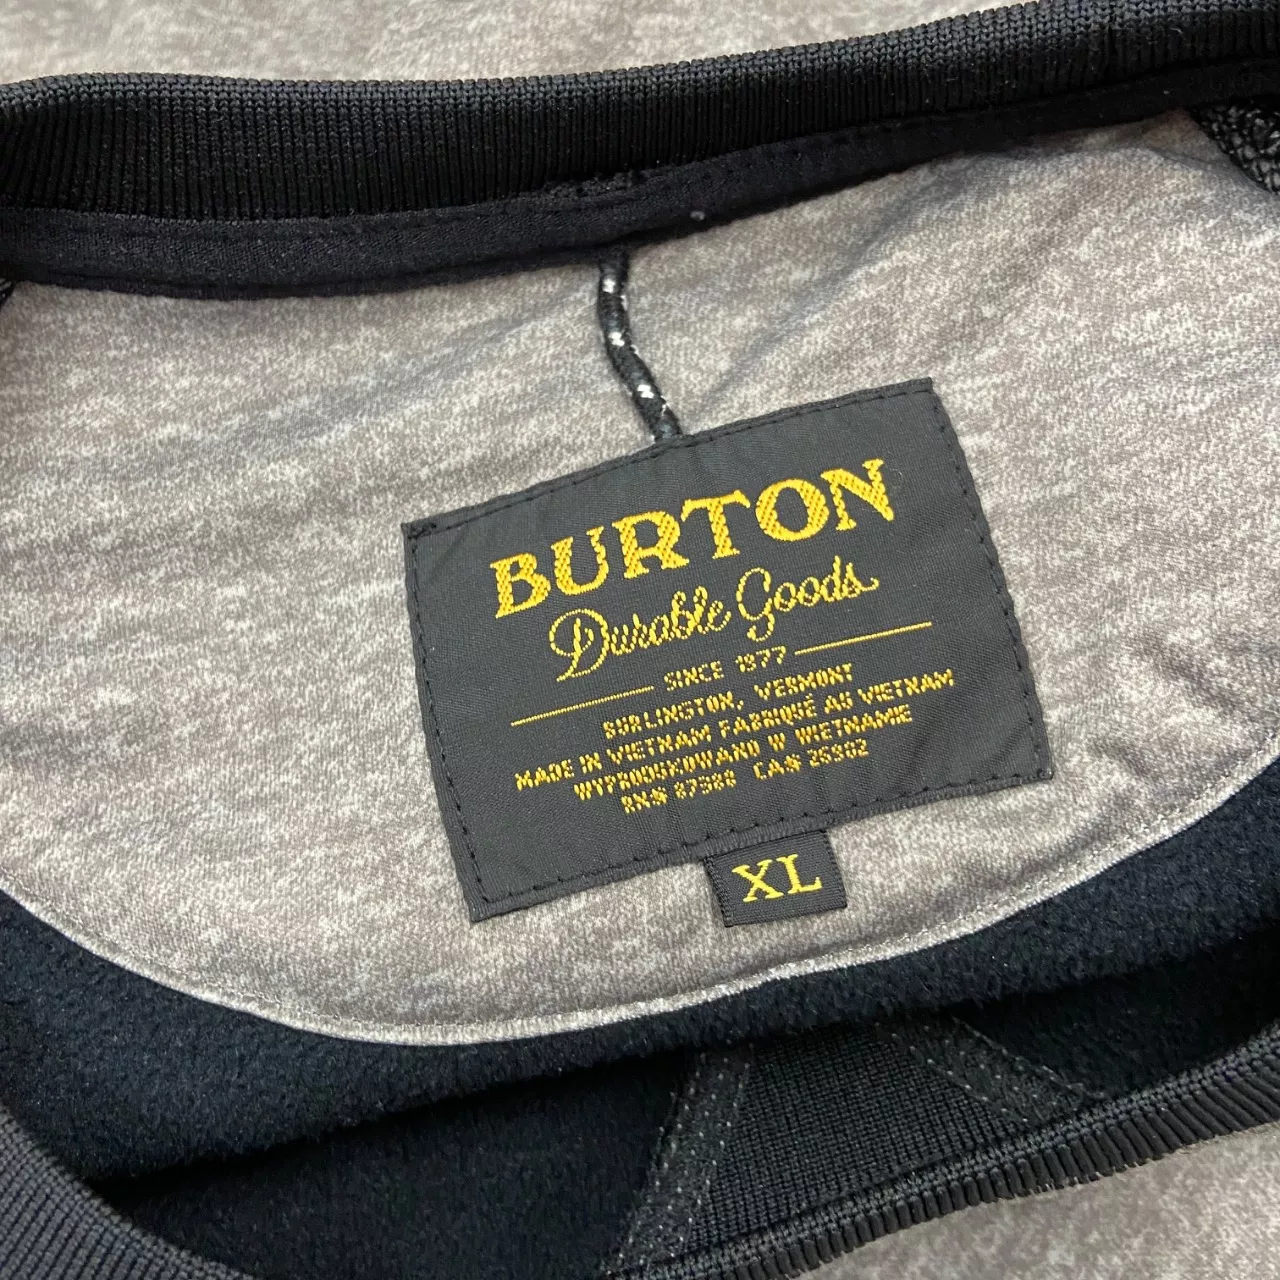 BURTON
Durable Goods
SINCE 1977
BURLINGTON, VERMONT
MADE IN VIETNAM FABRIQUÉ AU VIETNAM
WYPRODUKOWANO W WIETNAMIE
RN# 87580 CA# 26302
XL